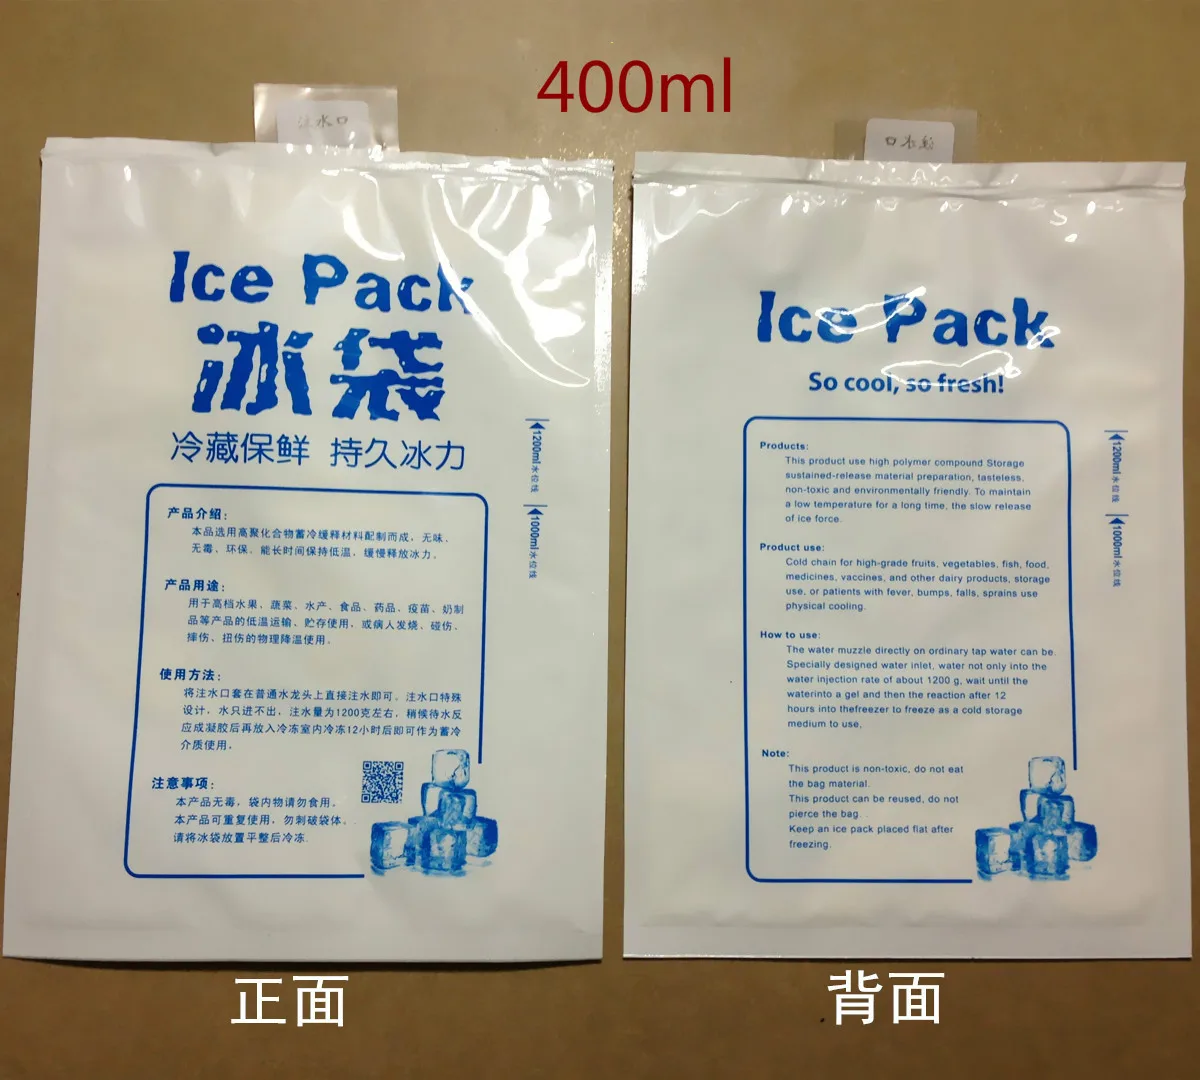 400ml
注水口
Ice Pack
冰袋
冷藏保鲜 持久冰力
1200ml水位线
1000ml水位线
产品介绍：
本品选用高聚化合物蓄冷缓释材料配制而成，无味、
无毒、环保、能长时间保持低温，缓慢释放冰力。
产品用途：
用于高档水果、蔬菜、水产、食品、药品、疫苗、奶制
品等产品的低温运输、贮存使用，或病人发烧、碰伤、
摔伤、扭伤的物理降温使用。
使用方法：
将注水口套在普通水龙头上直接注水即可。注水口特殊
设计，水只进不出，注水量为1200克左右，稍候待水反
应成凝胶后再放入冷冻室内冷冻12小时后即可作为蓄冷
介质使用。
注意事项：
本产品无毒，袋内物请勿食用。
本产品可重复使用，勿刺破袋体。
请将冰袋放置平整后冷冻.
正面
注水口
Ice Pack
So cool, so fresh!
1200ml水位线
1000ml水位线
Products:
This product use high polymer compound Storage
sustained-release material preparation, tasteless,
non-toxic and environmentally friendly. To maintain
a low temperature for a long time, the slow release
of ice force.
Product use:
Cold chain for high-grade fruits, vegetables, fish, food,
medicines, vaccines, and other dairy products, storage
use, or patients with fever, bumps, falls, sprains use
physical cooling.
How to use:
The water muzzle directly on ordinary tap water can be.
Specially designed water inlet, water not only into the
water injection rate of about 1200 g, wait until the
waterinto a gel and then the reaction after 12
hours into thefreezer to freeze as a cold storage
medium to use.
Note:
This product is non-toxic, do not eat
the bag material.
This product can be reused, do not
pierce the bag.
Keep an ice pack placed flat after
freezing.
背面